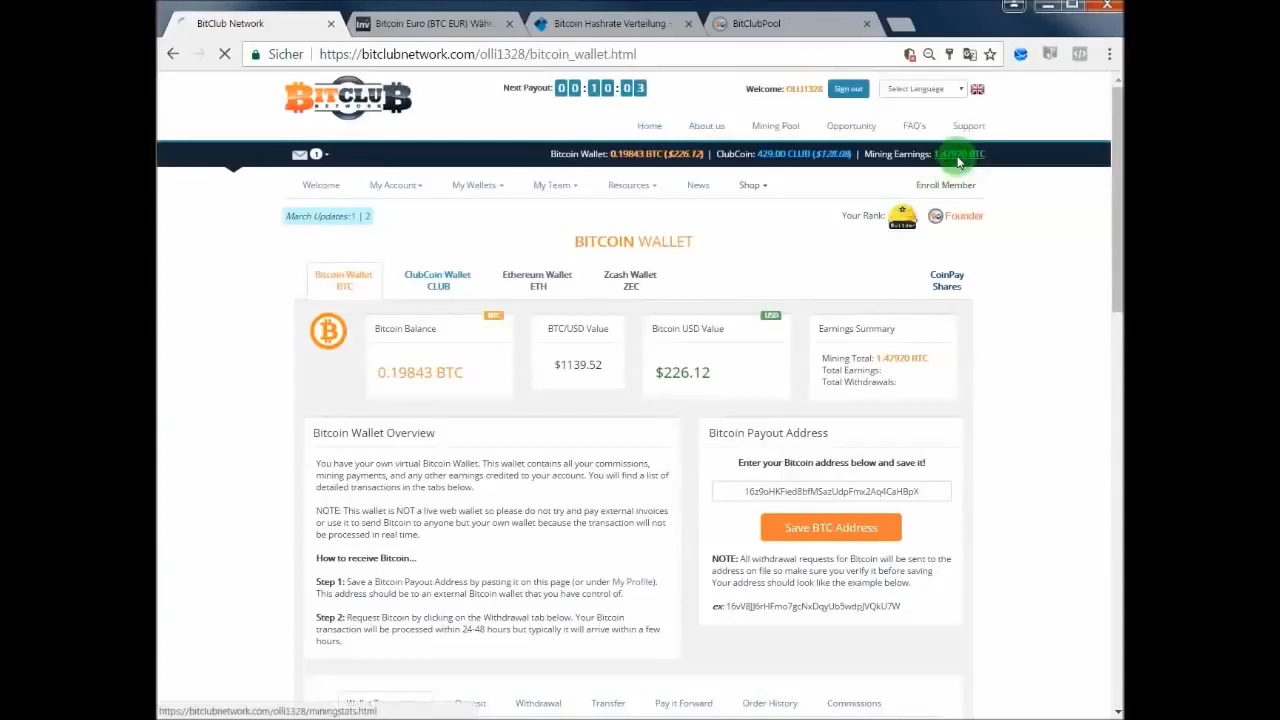 BitClub Network
Bitcoin Euro (BTC EUR) Wäh
Bitcoin Hashrate Verteilung -
BitClubPool
Sicher
https://bitclubnetwork.com/olli1328/bitcoin_wallet.html
BITCLUB
NETWORK
Next Payout: 00:10:03
Welcome: OLLI1328
Sign out
Select Language
Home
About us
Mining Pool
Opportunity
FAQ's
Support
1
Bitcoin Wallet: 0.19843 BTC ($226.12) | ClubCoin: 429.00 CLUB ($128.08) | Mining Earnings: 1.47920 BTC
Welcome
My Account
My Wallets
My Team
Resources
News
Shop
Enroll Member
March Updates: 1 | 2
Your Rank:
Builder
Founder
BITCOIN WALLET
Bitcoin Wallet
BTC
ClubCoin Wallet
CLUB
Ethereum Wallet
ETH
Zcash Wallet
ZEC
CoinPay
Shares
BTC
Bitcoin Balance
0.19843 BTC
BTC/USD Value
$1139.52
USD
Bitcoin USD Value
$226.12
Earnings Summary
Mining Total: 1.47920 BTC
Total Earnings:
Total Withdrawals:
Bitcoin Wallet Overview
You have your own virtual Bitcoin Wallet. This wallet contains all your commissions,
mining payments, and any other earnings credited to your account. You will find a list of
detailed transactions in the tabs below.
NOTE: This wallet is NOT a live web wallet so please do not try and pay external invoices
or use it to send Bitcoin to anyone but your own wallet because the transaction will not
be processed in real time.
How to receive Bitcoin...
Step 1: Save a Bitcoin Payout Address by pasting it on this page (or under My Profile).
This address should be to an external Bitcoin wallet that you have control of.
Step 2: Request Bitcoin by clicking on the Withdrawal tab below. Your Bitcoin
transaction will be processed within 24-48 hours but typically it will arrive within a few
hours.
Bitcoin Payout Address
Enter your Bitcoin address below and save it!
16z9oHKFied8bfMSazUdpFmx2Aq4CaHBpX
Save BTC Address
NOTE: All withdrawal requests for Bitcoin will be sent to the
address on file so make sure you verify it before saving
Your address should look like the example below.
ex: 16vV8JJ6rHFmo7gcNxDqyUb5wdpJVQkU7W
Withdrawal
Transfer
Pay it Forward
Order History
Commissions
https://bitclubnetwork.com/olli1328/miningstats.html